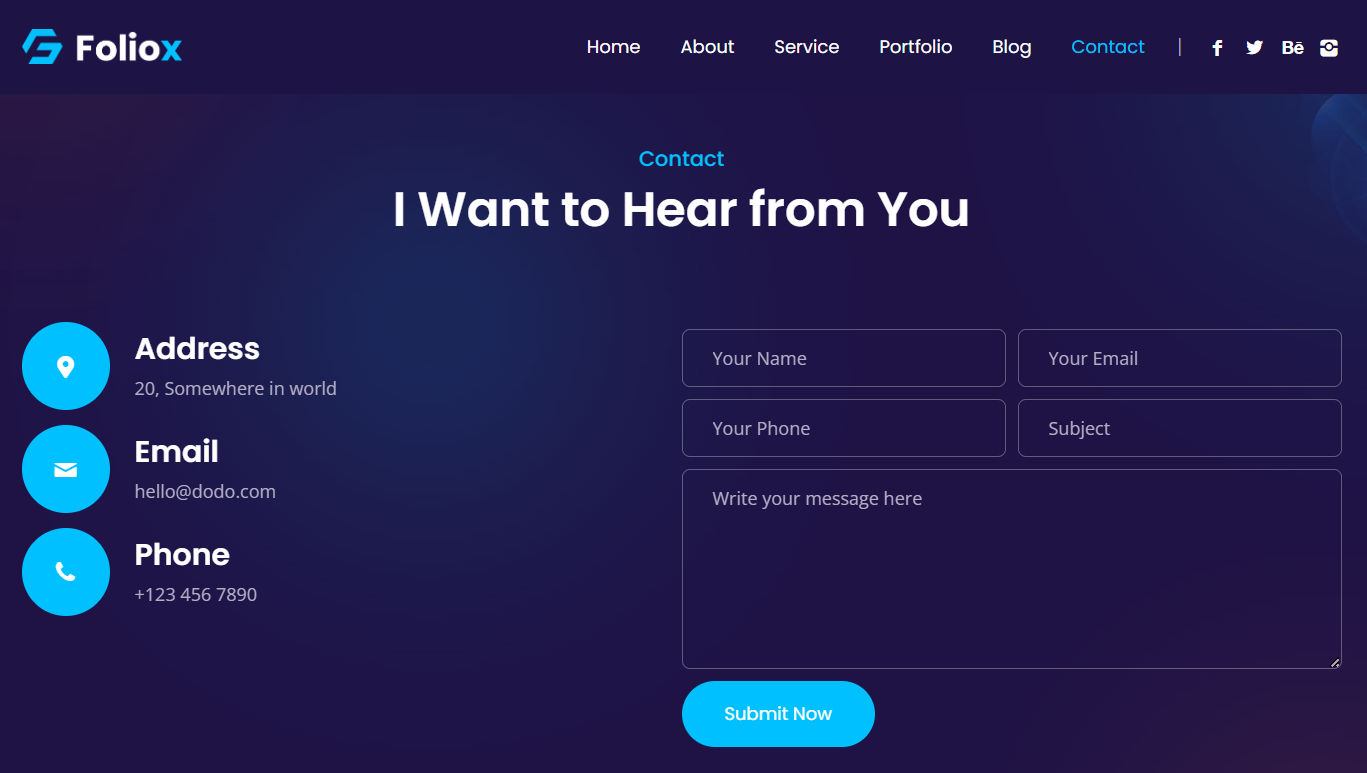 Foliox
Home About Service Portfolio Blog Contact | Bē
Contact
I Want to Hear from You
Address
20, Somewhere in world
Email
hello@dodo.com
Phone
+123 456 7890
Your Name Your Email
Your Phone Subject
Write your message here
Submit Now